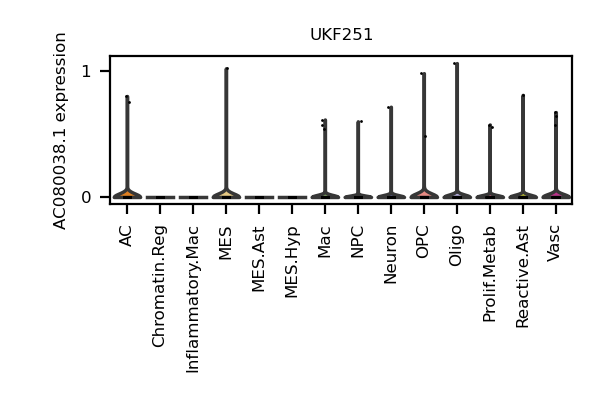 UKF251
AC080038.1 expression
1
0
AC
Chromatin.Reg
Inflammatory.Mac
MES
MES.Ast
MES.Hyp
Mac
NPC
Neuron
OPC
Oligo
Prolif.Metab
Reactive.Ast
Vasc